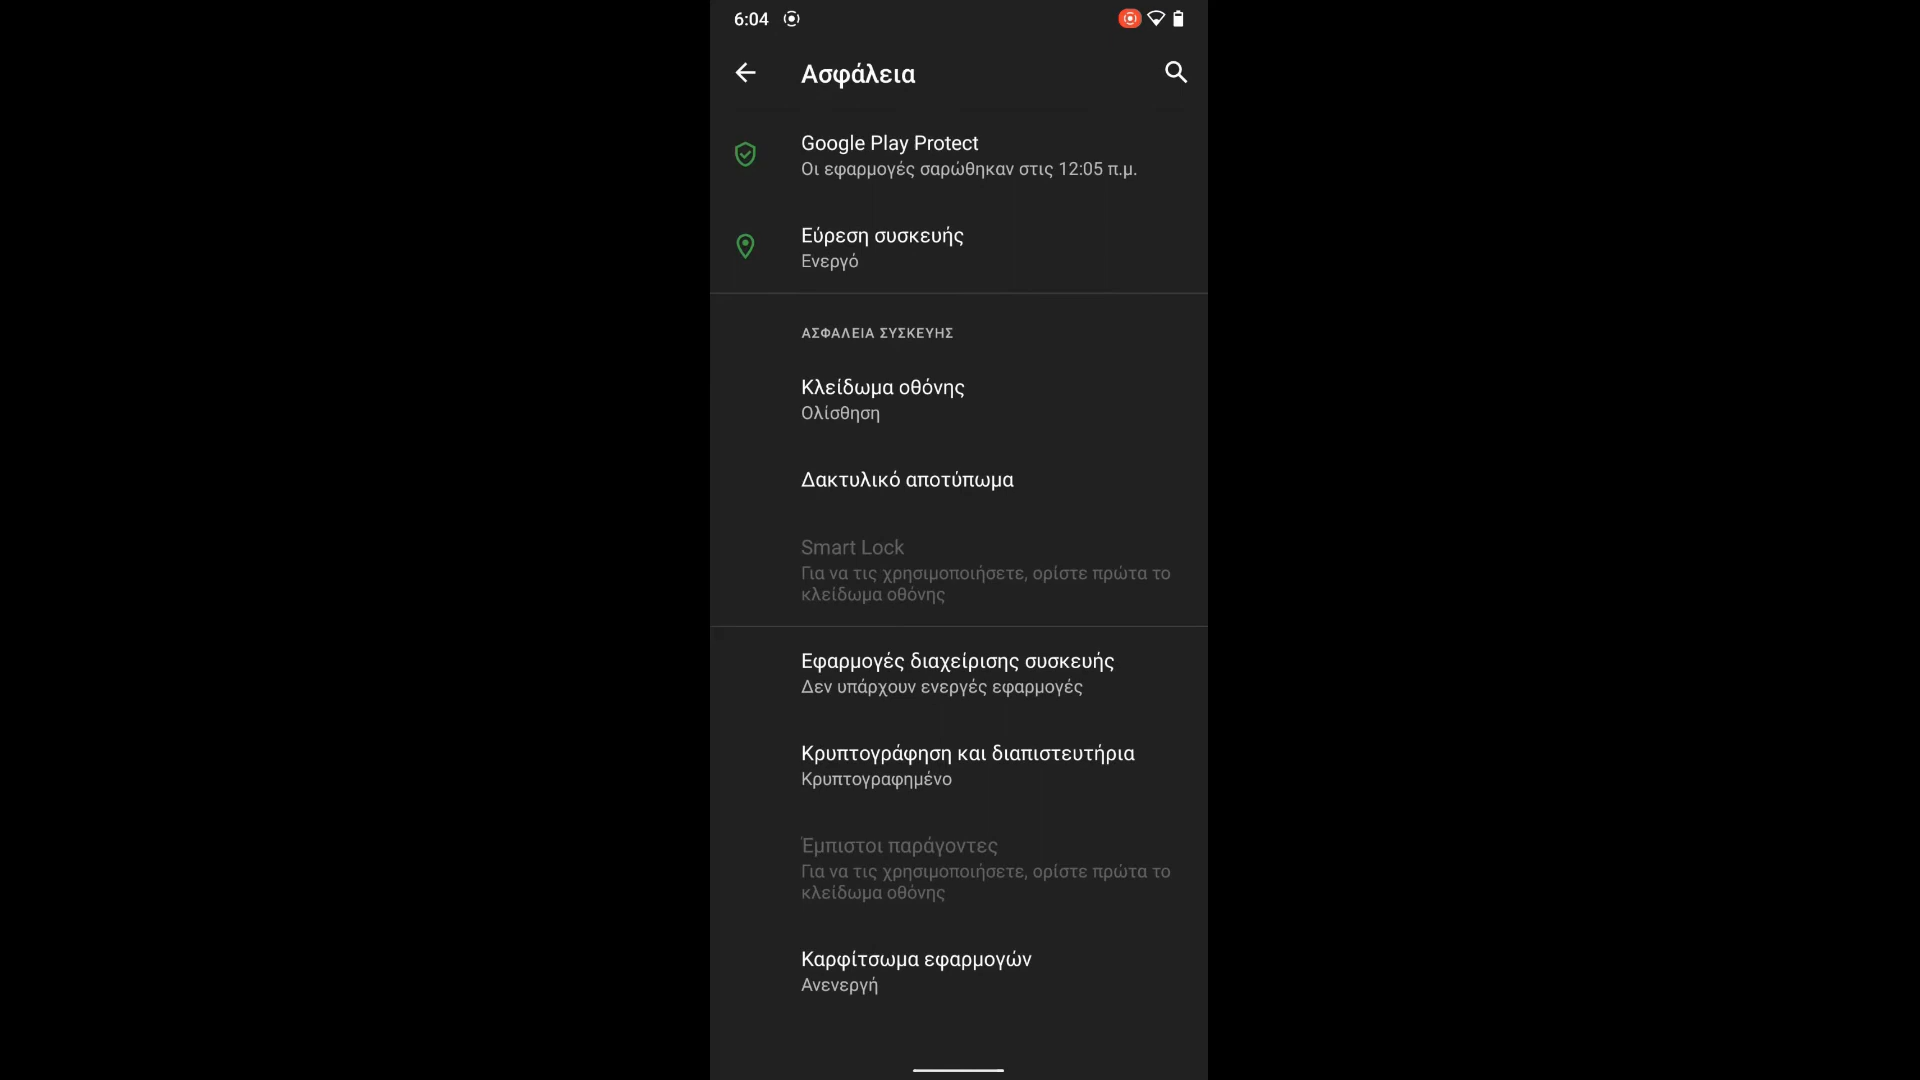 6:04
Ασφάλεια
Google Play Protect
Οι εφαρμογές σαρώθηκαν στις 12:05 π.μ.
Εύρεση συσκευής
Ενεργό
ΑΣΦΑΛΕΙΑ ΣΥΣΚΕΥΗΣ
Κλείδωμα οθόνης
Ολίσθηση
Δακτυλικό αποτύπωμα
Smart Lock
Για να τις χρησιμοποιήσετε, ορίστε πρώτα το
κλείδωμα οθόνης
Εφαρμογές διαχείρισης συσκευής
Δεν υπάρχουν ενεργές εφαρμογές
Κρυπτογράφηση και διαπιστευτήρια
Κρυπτογραφημένο
Έμπιστοι παράγοντες
Για να τις χρησιμοποιήσετε, ορίστε πρώτα το
κλείδωμα οθόνης
Καρφίτσωμα εφαρμογών
Ανενεργή